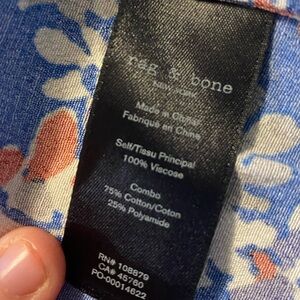 rag & bone
NEW YORK
Made in China/
Fabriqué en Chine
Self/Tissu Principal
100% Viscose
Combo
75% Cotton/Coton
25% Polyamide
RN# 108879
CA# 45760
PO-00014622